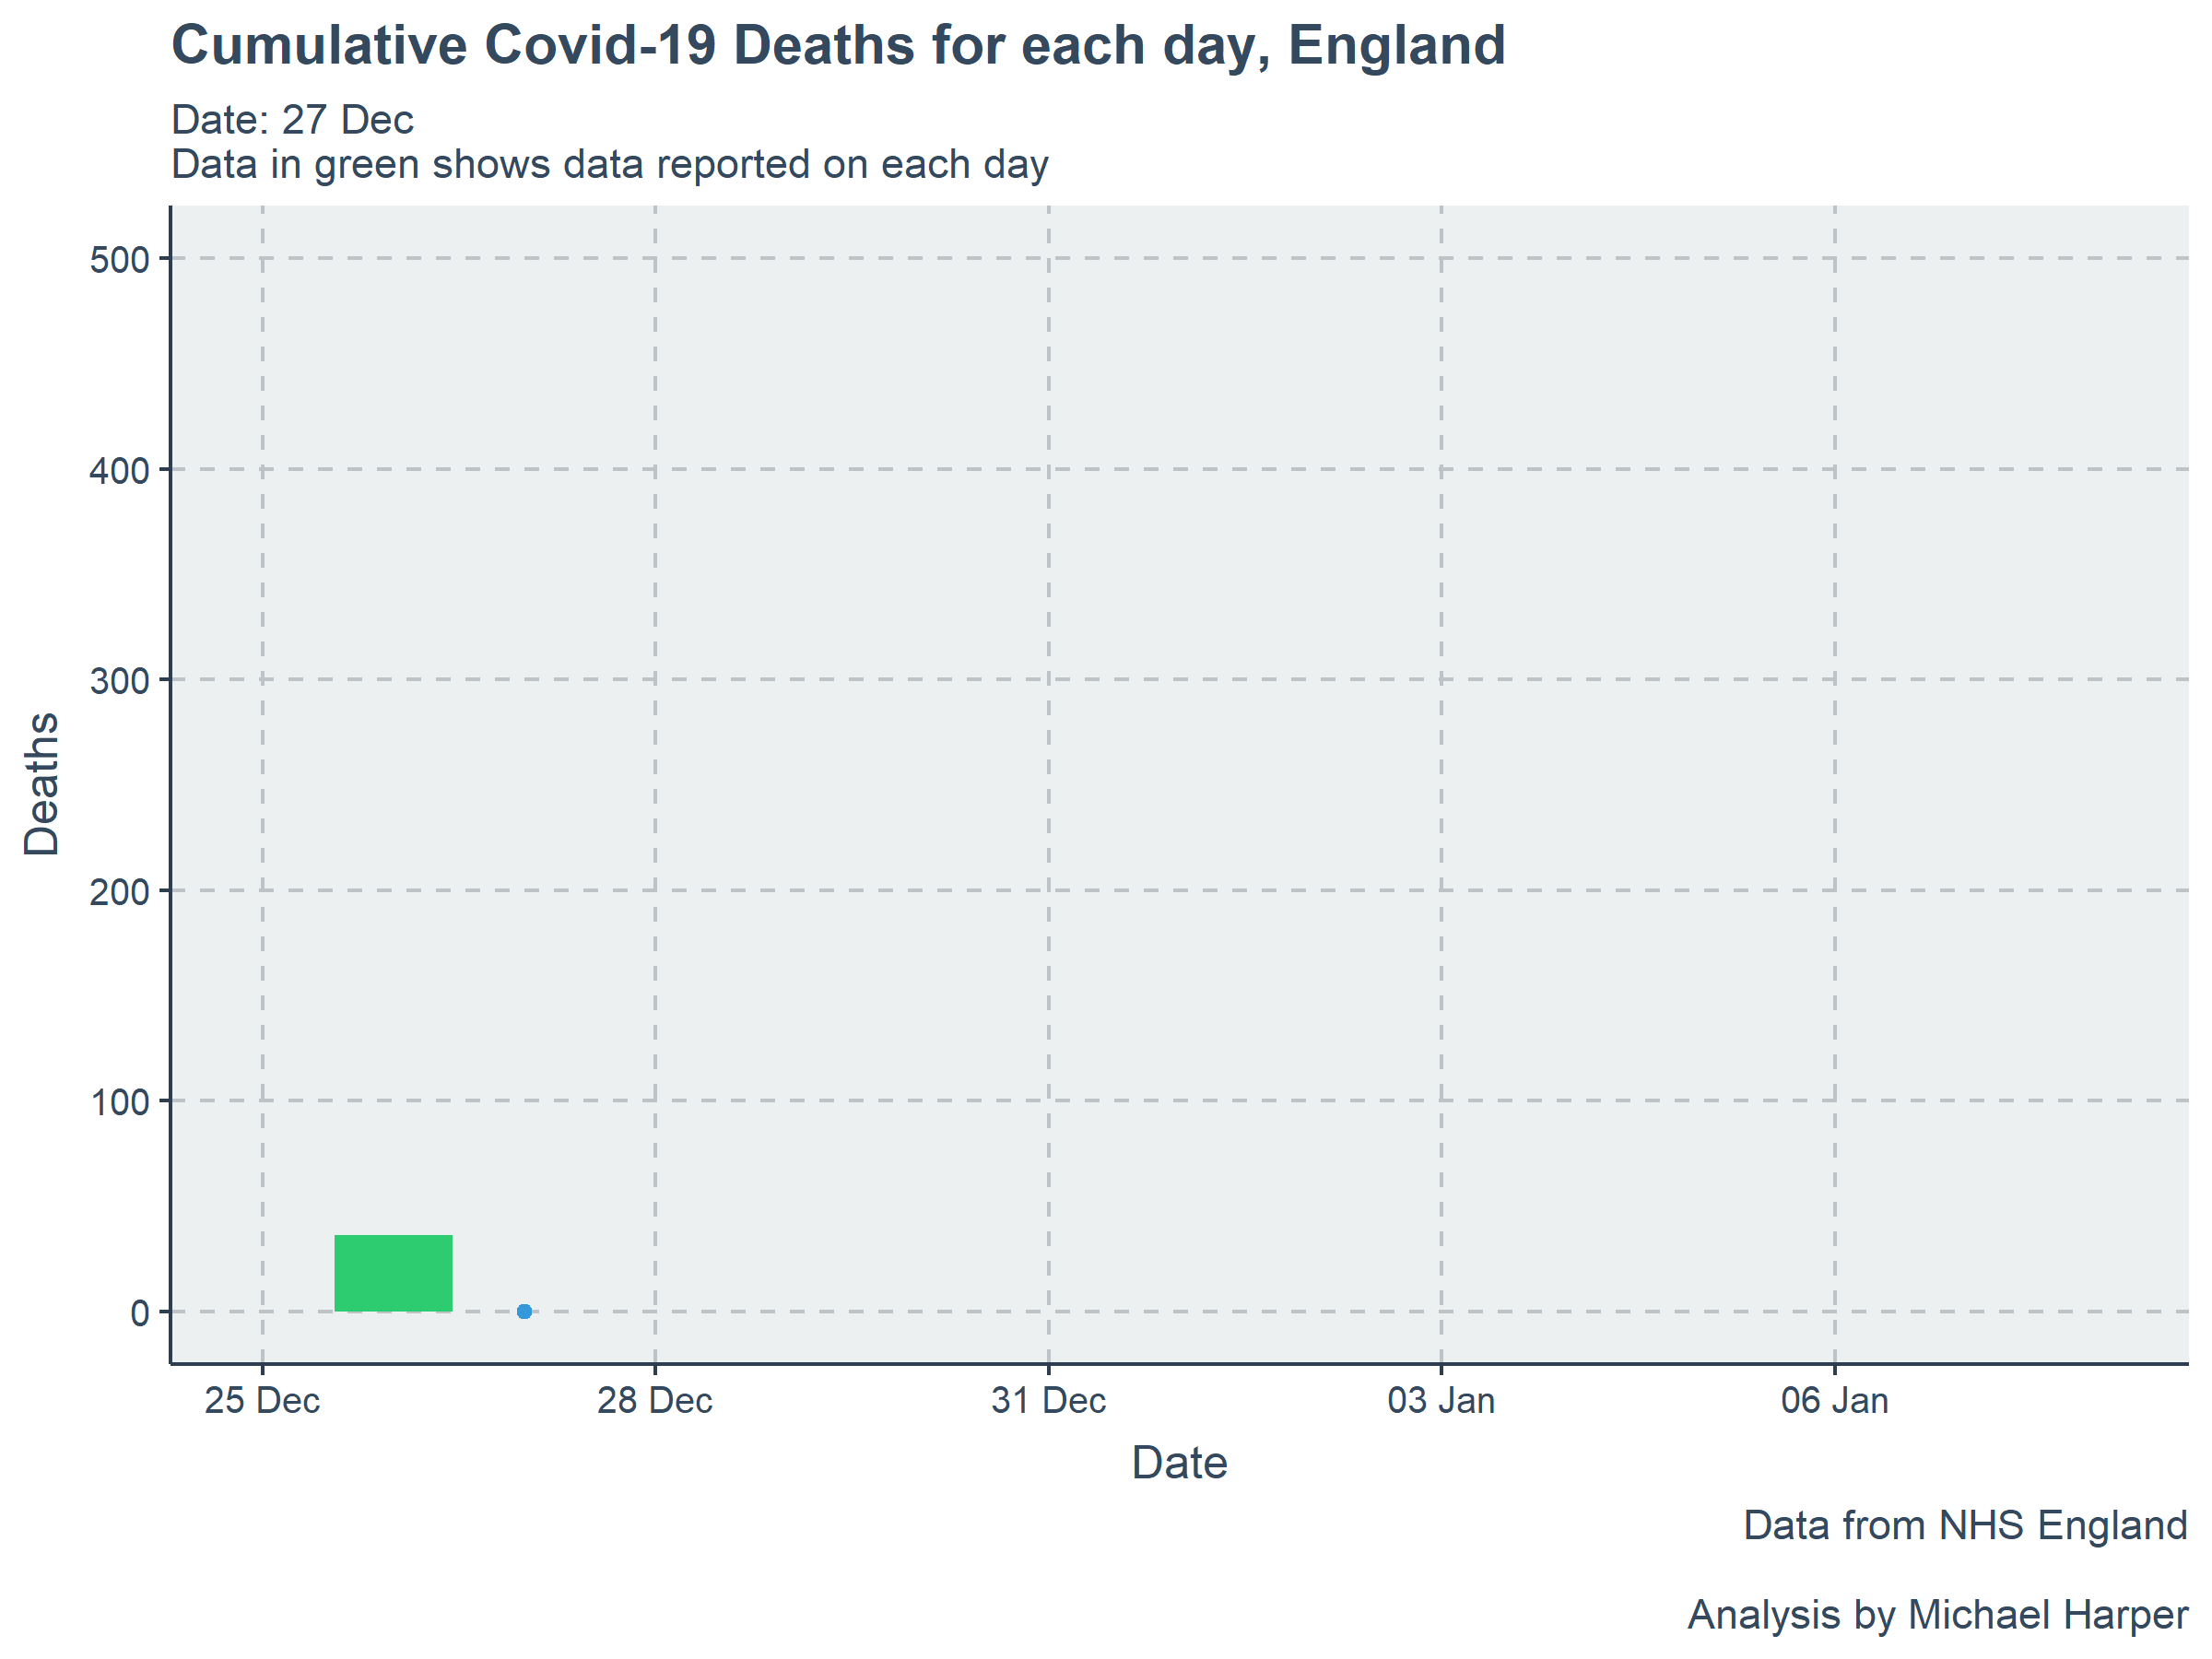 Cumulative Covid-19 Deaths for each day, England
Date: 27 Dec
Data in green shows data reported on each day
500
400
300
200
100
0
Deaths
25 Dec
28 Dec
31 Dec
03 Jan
06 Jan
Date
Data from NHS England
Analysis by Michael Harper